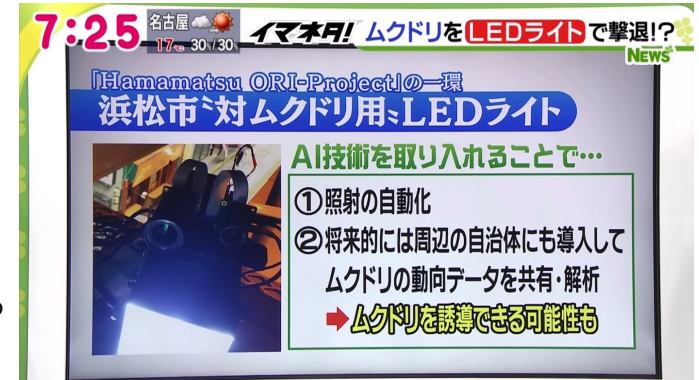 7:25
名古屋
17℃ 30%/30%
イマネタ! ムクドリをLEDライトで撃退!?
NEWS
「Hamamatsu ORI-Project」の一環
浜松市〝対ムクドリ用〟LEDライト
AI技術を取り入れることで…
①照射の自動化
②将来的には周辺の自治体にも導入して
ムクドリの動向データを共有・解析
➡ムクドリを誘導できる可能性も